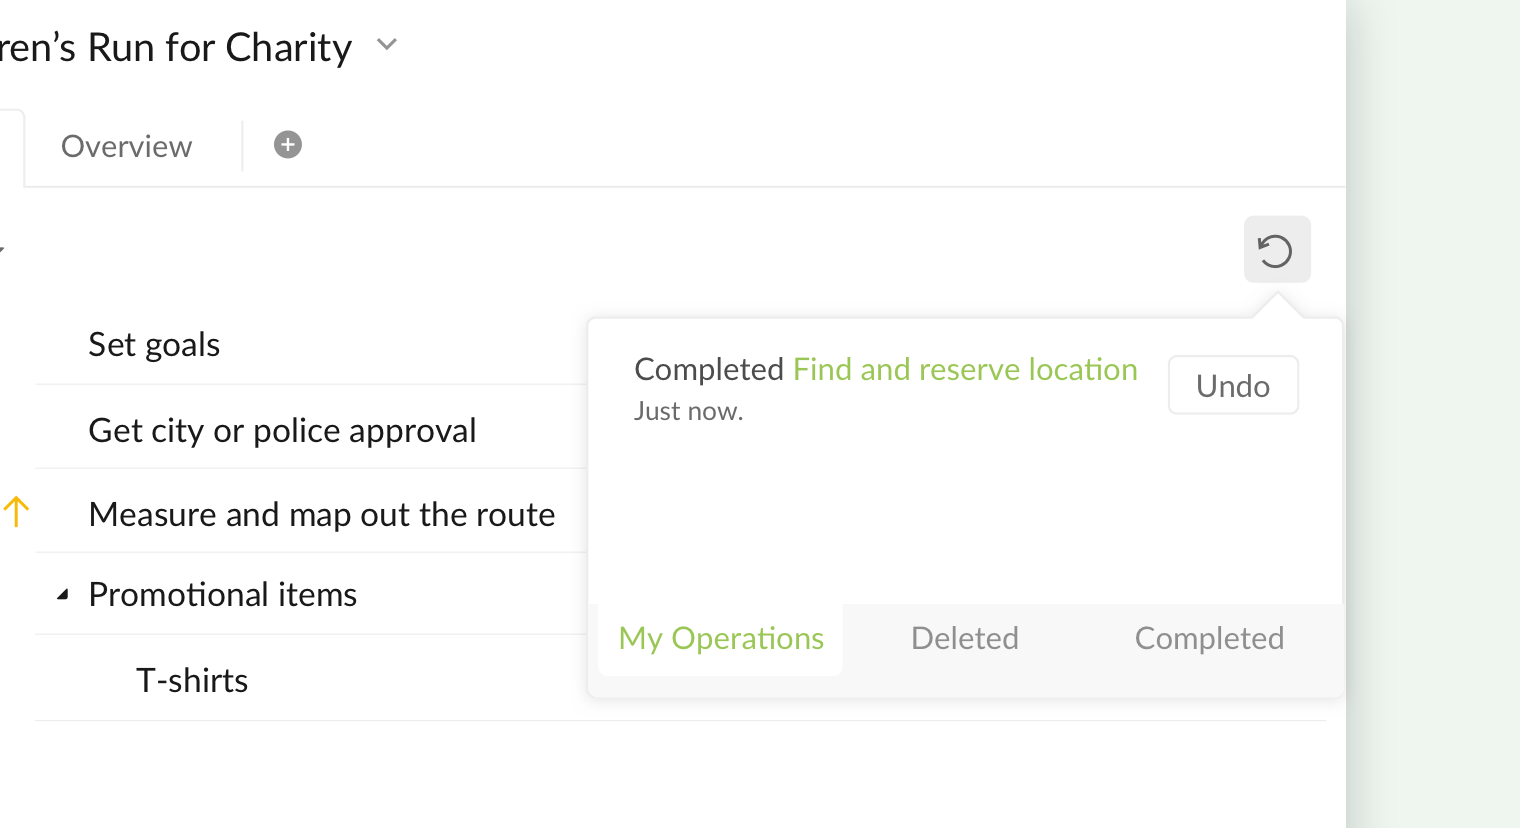 ren’s Run for Charity
Overview
Set goals
Get city or police approval
Measure and map out the route
Promotional items
T-shirts
Completed Find and reserve location
Just now.
Undo
My Operations
Deleted
Completed